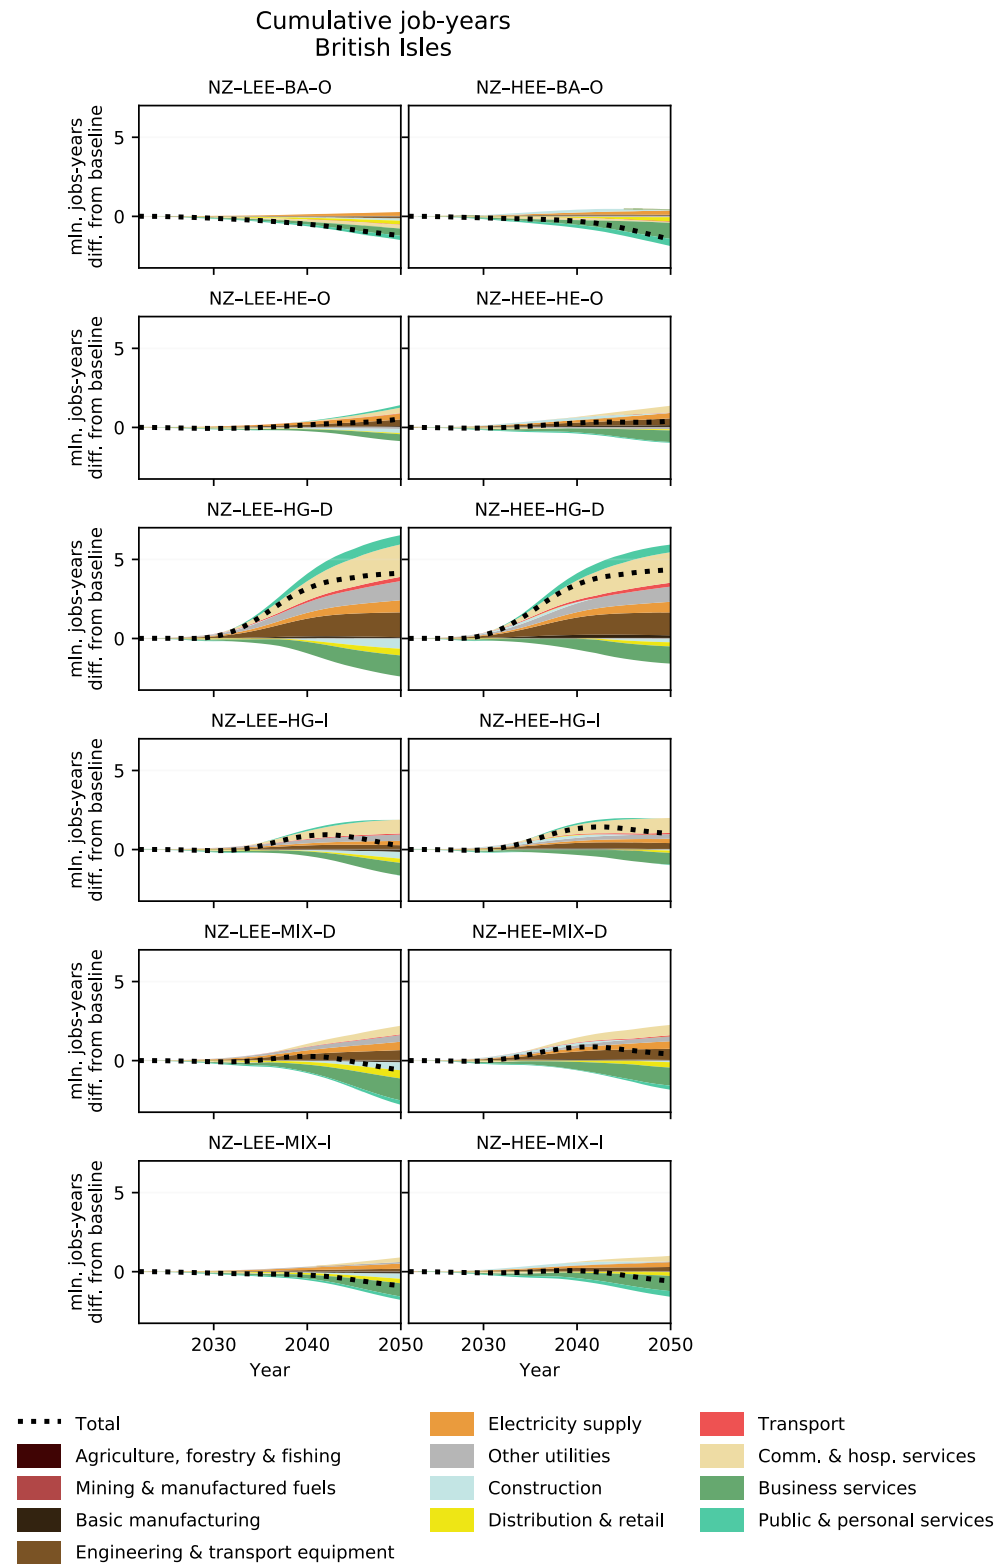 Cumulative job-years
British Isles
NZ–LEE–BA–O
NZ–HEE–BA–O
mln. jobs-years
diff. from baseline
5
0
NZ–LEE–HE–O
NZ–HEE–HE–O
mln. jobs-years
diff. from baseline
5
0
NZ–LEE–HG–D
NZ–HEE–HG–D
mln. jobs-years
diff. from baseline
5
0
NZ–LEE–HG–I
NZ–HEE–HG–I
mln. jobs-years
diff. from baseline
5
0
NZ–LEE–MIX–D
NZ–HEE–MIX–D
mln. jobs-years
diff. from baseline
5
0
NZ–LEE–MIX–I
NZ–HEE–MIX–I
mln. jobs-years
diff. from baseline
5
0
2030 2040 2050 2030 2040 2050
Year Year
Total
Agriculture, forestry & fishing
Mining & manufactured fuels
Basic manufacturing
Engineering & transport equipment
Electricity supply
Other utilities
Construction
Distribution & retail
Transport
Comm. & hosp. services
Business services
Public & personal services